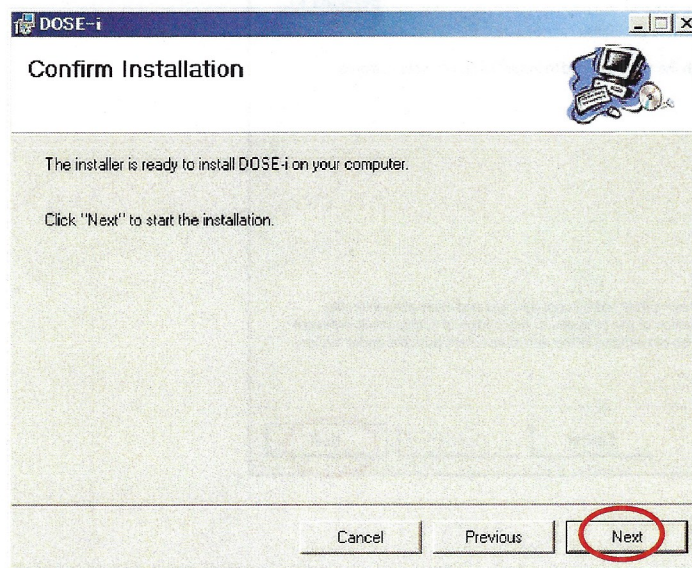 DOSE-i
Confirm Installation
The installer is ready to install DOSE-i on your computer.
Click "Next" to start the installation.
Cancel
Previous
Next